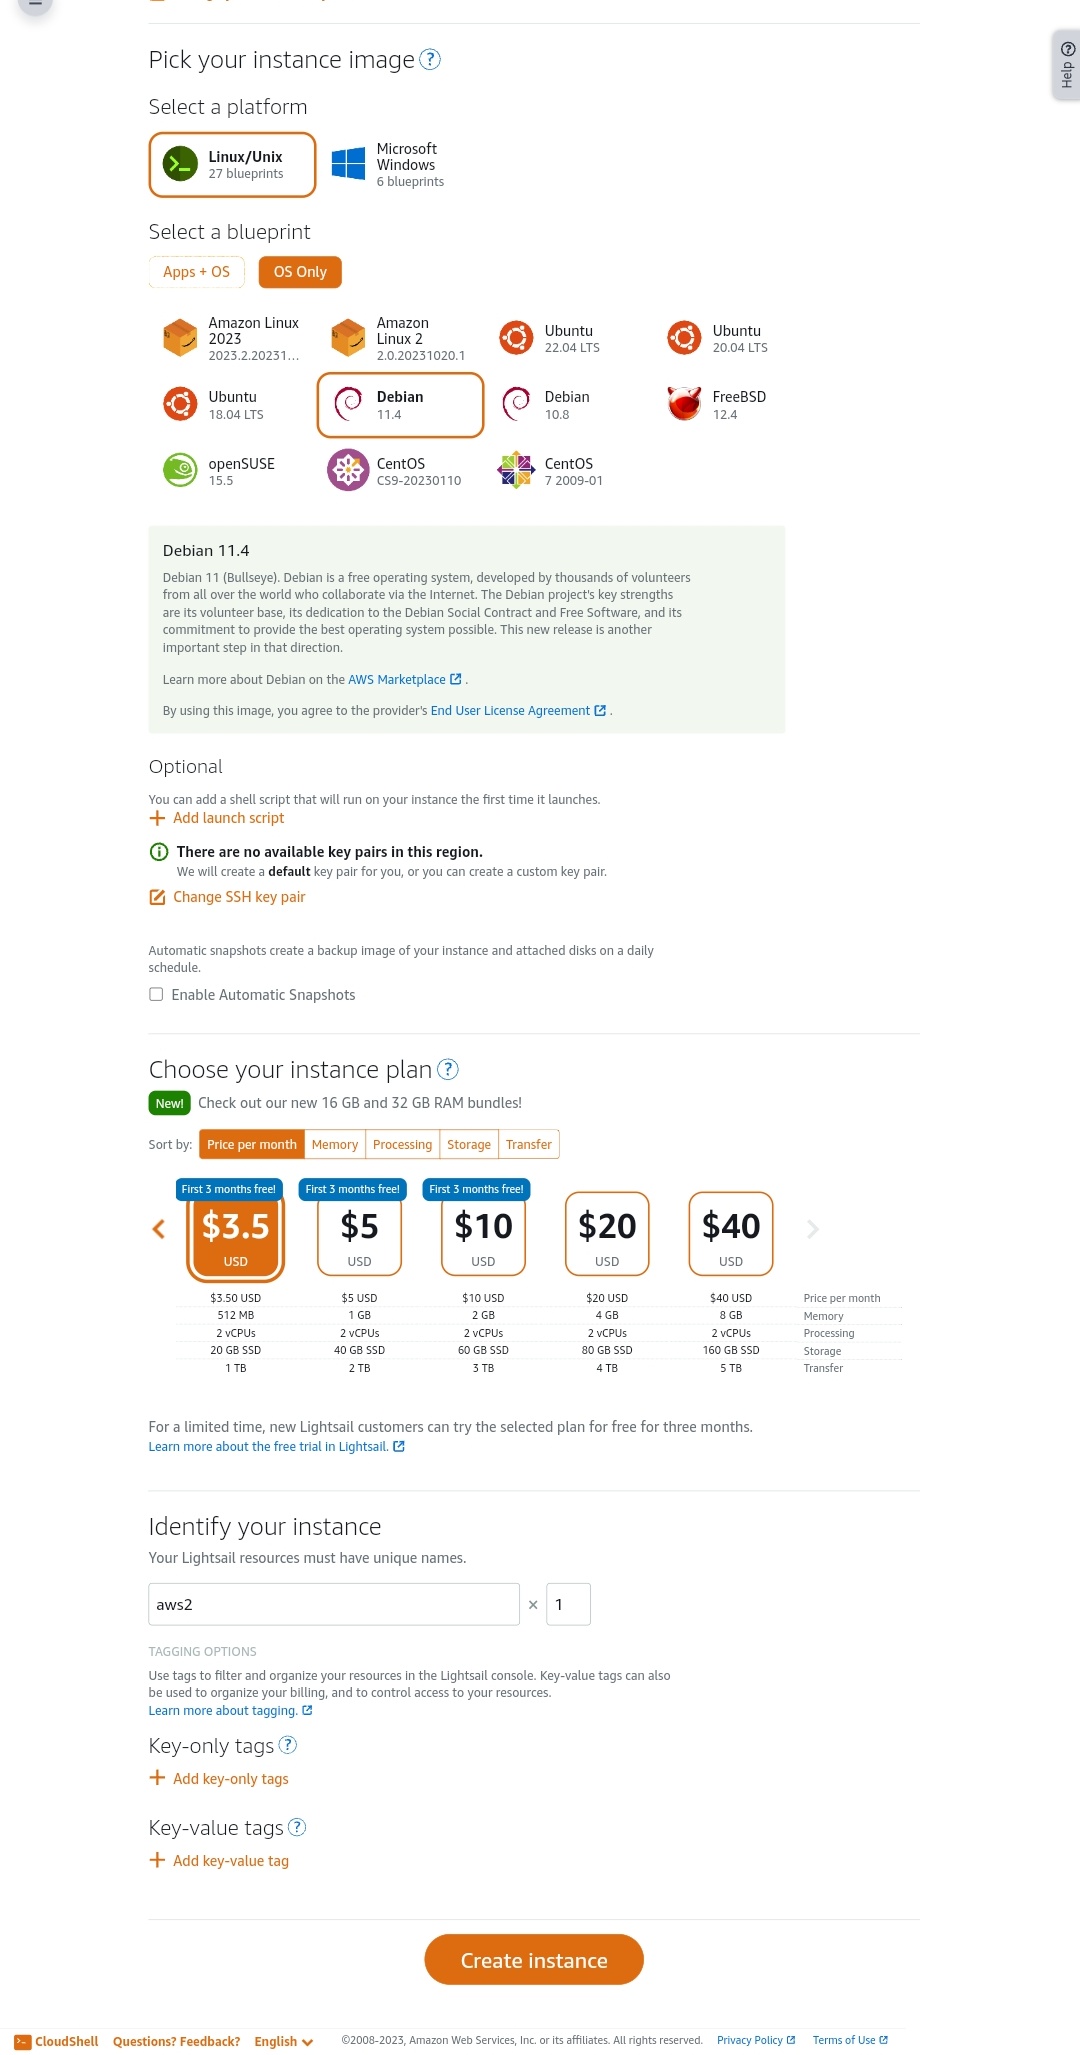 Help
Pick your instance image ?
Select a platform
Linux/Unix
27 blueprints
Microsoft
Windows
6 blueprints
Select a blueprint
Apps + OS
OS Only
Amazon Linux
2023
2023.2.20231...
Amazon
Linux 2
2.0.20231020.1
Ubuntu
22.04 LTS
Ubuntu
20.04 LTS
Ubuntu
18.04 LTS
Debian
11.4
Debian
10.8
FreeBSD
12.4
openSUSE
15.5
CentOS
CS9-20230110
CentOS
7 2009-01
Debian 11.4
Debian 11 (Bullseye). Debian is a free operating system, developed by thousands of volunteers
from all over the world who collaborate via the Internet. The Debian project's key strengths
are its volunteer base, its dedication to the Debian Social Contract and Free Software, and its
commitment to provide the best operating system possible. This new release is another
important step in that direction.
Learn more about Debian on the AWS Marketplace .
By using this image, you agree to the provider's End User License Agreement .
Optional
You can add a shell script that will run on your instance the first time it launches.
+ Add launch script
There are no available key pairs in this region.
We will create a default key pair for you, or you can create a custom key pair.
Change SSH key pair
Automatic snapshots create a backup image of your instance and attached disks on a daily
schedule.
Enable Automatic Snapshots
Choose your instance plan ?
New! Check out our new 16 GB and 32 GB RAM bundles!
Sort by: Price per month Memory Processing Storage Transfer
First 3 months free! First 3 months free! First 3 months free!
$3.5 $5 $10 $20 $40
USD USD USD USD USD
$3.50 USD $5 USD $10 USD $20 USD $40 USD Price per month
512 MB 1 GB 2 GB 4 GB 8 GB Memory
2 vCPUs 2 vCPUs 2 vCPUs 2 vCPUs 2 vCPUs Processing
20 GB SSD 40 GB SSD 60 GB SSD 80 GB SSD 160 GB SSD Storage
1 TB 2 TB 3 TB 4 TB 5 TB Transfer
For a limited time, new Lightsail customers can try the selected plan for free for three months.
Learn more about the free trial in Lightsail.
Identify your instance
Your Lightsail resources must have unique names.
aws2 × 1
TAGGING OPTIONS
Use tags to filter and organize your resources in the Lightsail console. Key-value tags can also
be used to organize your billing, and to control access to your resources.
Learn more about tagging.
Key-only tags ?
+ Add key-only tags
Key-value tags ?
+ Add key-value tag
Create instance
CloudShell Questions? Feedback? English ©2008-2023, Amazon Web Services, Inc. or its affiliates. All rights reserved. Privacy Policy Terms of Use